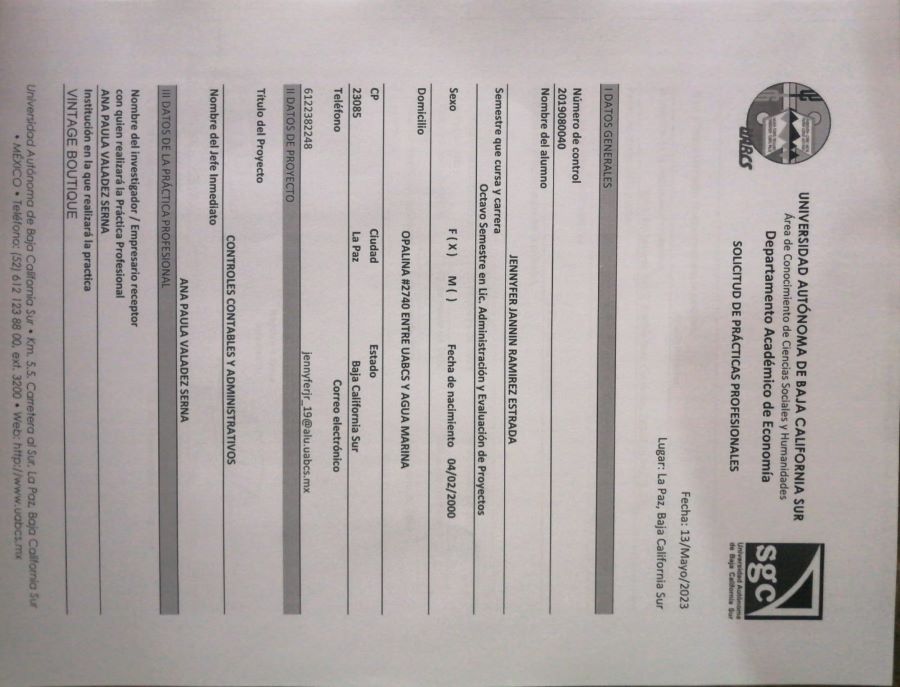 UABCS
UNIVERSIDAD AUTÓNOMA DE BAJA CALIFORNIA SUR
Área de Conocimiento de Ciencias Sociales y Humanidades
Departamento Académico de Economía
SOLICITUD DE PRÁCTICAS PROFESIONALES
sgc
Universidad Autónoma
de Baja California Sur
Fecha: 13/Mayo/2023
Lugar: La Paz, Baja California Sur
I DATOS GENERALES
Número de control
2019080040
Nombre del alumno
JENNYFER JANNIN RAMIREZ ESTRADA
Semestre que cursa y carrera
Octavo Semestre en Lic. Administración y Evaluación de Proyectos
Sexo F ( X ) M ( ) Fecha de nacimiento 04/02/2000
Domicilio
OPALINA #2740 ENTRE UABCS Y AGUA MARINA
CP Ciudad Estado
23085 La Paz Baja California Sur
Teléfono Correo electrónico
6122382248 jennyferjr_19@alu.uabcs.mx
II DATOS DE PROYECTO
Título del Proyecto
CONTROLES CONTABLES Y ADMINISTRATIVOS
Nombre del Jefe Inmediato
ANA PAULA VALADEZ SERNA
III DATOS DE LA PRÁCTICA PROFESIONAL
Nombre del investigador / Empresario receptor
con quien realizará la Práctica Profesional
ANA PAULA VALADEZ SERNA
Institución en la que realizará la practica
VINTAGE BOUTIQUE
Universidad Autónoma de Baja California Sur • Km. 5.5. Carretera al Sur, La Paz, Baja California Sur
• MÉXICO • Teléfono: (52) 612 123 88 00, ext. 3200 • Web: http://www.uabcs.mx